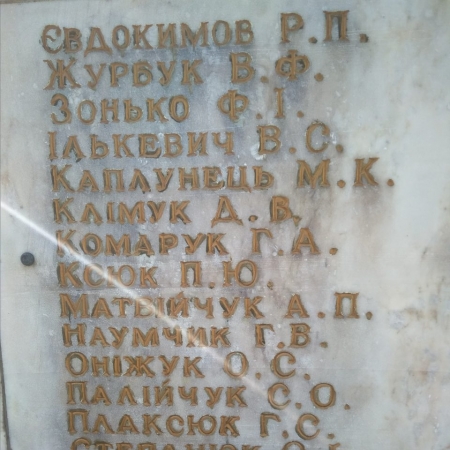 ЄВДОКИМОВ Р.П.
ЖУРБУК В.Ф.
ЗОНЬКО Ф.І.
ІЛЬКЕВИЧ В.С.
КАПЛУНЕЦЬ М.К.
КЛІМУК Д.В.
КОМАРУК Г.А.
КСЮК П.Ю.
МАТВІЙЧУК А.П.
НАУМЧИК Г.В.
ОНІЖУК О.С.
ПАЛІЙЧУК С.О.
ПЛАКСЮК Г.С.